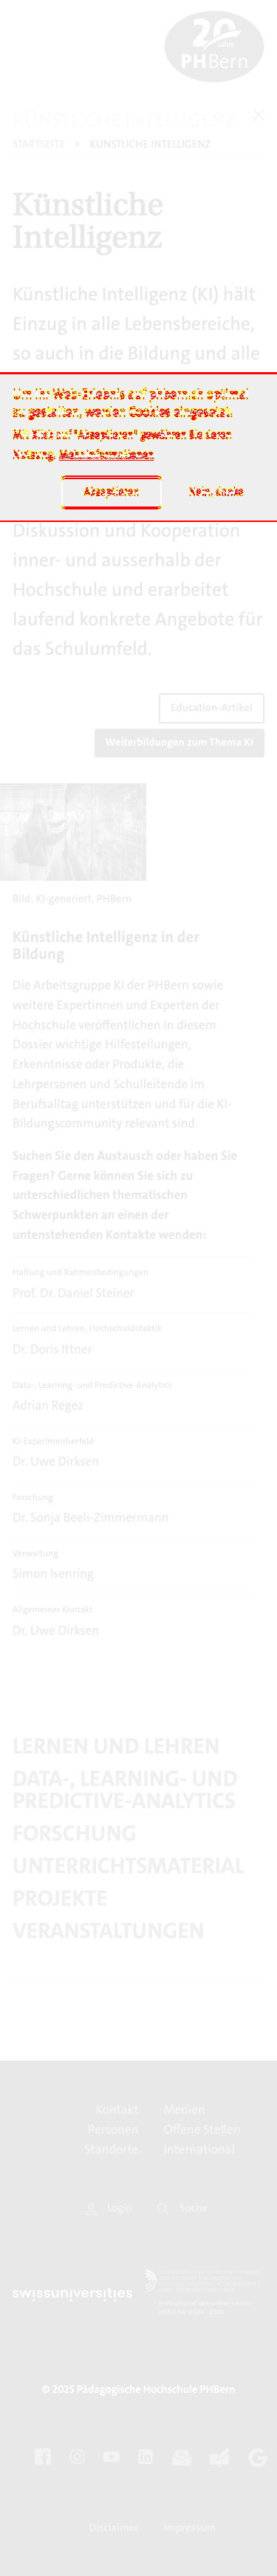 20
Jahre
PHBern
KÜNSTLICHE INTELLIGENZ
STARTSEITE > KÜNSTLICHE INTELLIGENZ
Künstliche
Intelligenz
Künstliche Intelligenz (KI) hält
Einzug in alle Lebensbereiche,
so auch in die Bildung und alle
Um Ihr Web-Erlebnis auf phbern.ch optimal
zu gestalten, werden Cookies eingesetzt.
Mit Klick auf "Akzeptieren" gewähren Sie deren
Nutzung. Mehr Informationen
Akzeptieren
Nein, danke
Diskussion und Kooperation
inner- und ausserhalb der
Hochschule und erarbeitet
laufend konkrete Angebote für
das Schulumfeld.
Education-Artikel
Weiterbildungen zum Thema KI
Bild: KI-generiert, PHBern
Künstliche Intelligenz in der
Bildung
Die Arbeitsgruppe KI der PHBern sowie
weitere Expertinnen und Experten der
Hochschule veröffentlichen in diesem
Dossier wichtige Hilfestellungen,
Erkenntnisse oder Produkte, die
Lehrpersonen und Schulleitende im
Berufsalltag unterstützen und für die KI-
Bildungscommunity relevant sind.
Suchen Sie den Austausch oder haben Sie
Fragen? Gerne können Sie sich zu
unterschiedlichen thematischen
Schwerpunkten an einen der
untenstehenden Kontakte wenden:
Haltung und Rahmenbedingungen
Prof. Dr. Daniel Steiner
Lernen und Lehren, Hochschuldidaktik
Dr. Doris Ittner
Data-, Learning- und Predictive-Analytics
Adrian Regez
KI-Experimentierfeld
Dr. Uwe Dirksen
Forschung
Dr. Sonja Beeli-Zimmermann
Verwaltung
Simon Isenring
Allgemeiner Kontakt
Dr. Uwe Dirksen
LERNEN UND LEHREN
DATA-, LEARNING- UND
PREDICTIVE-ANALYTICS
FORSCHUNG
UNTERRICHTSMATERIAL
PROJEKTE
VERANSTALTUNGEN
Kontakt
Medien
Personen
Offene Stellen
Standorte
International
Login
Suche
swissuniversities
© 2025 Pädagogische Hochschule PHBern
Disclaimer
Impressum